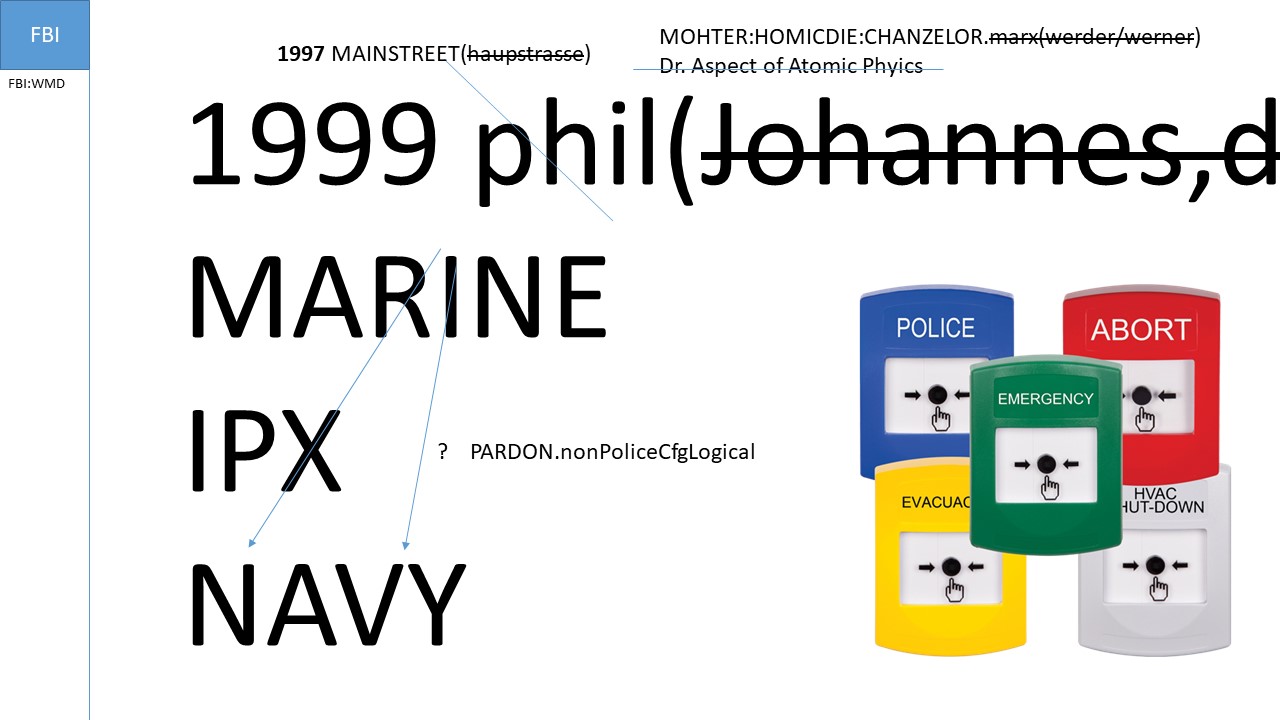 FBI
FBI:WMD
1997 MAINSTREET(haupstrasse)
MOHTER:HOMICDIE:CHANZELOR.marx(werder/werner)
Dr. Aspect of Atomic Phyics
1999 phil(Johannes,d
MARINE
IPX
? PARDON.nonPoliceCfgLogical
NAVY
POLICE
ABORT
EMERGENCY
EVACUAC
HVAC
HUT-DOWN